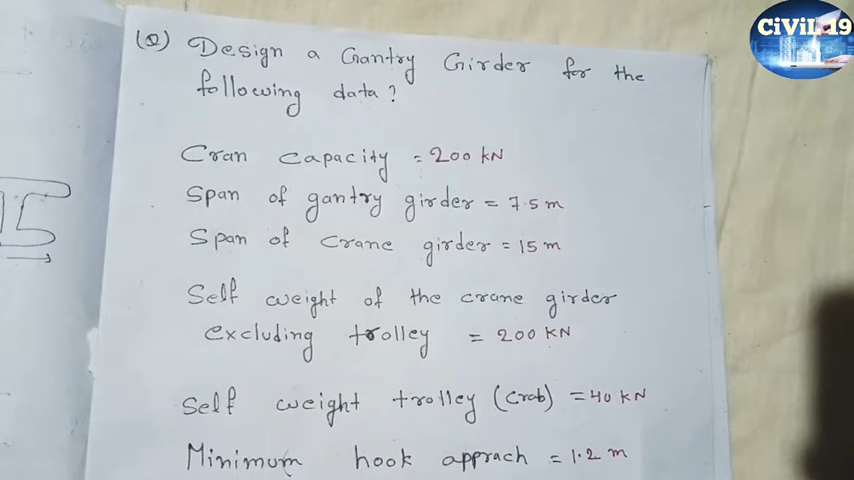 CiViL 19
(Q) Design a Gantry Girder for the
following data?
Cran capacity = 200 kN
Span of gantry girder = 7.5 m
Span of crane girder = 15 m
Self weight of the crane girder
excluding trolley = 200 KN
Self weight trolley (Crab) = 40 KN
Minimum hook apprach = 1.2 m